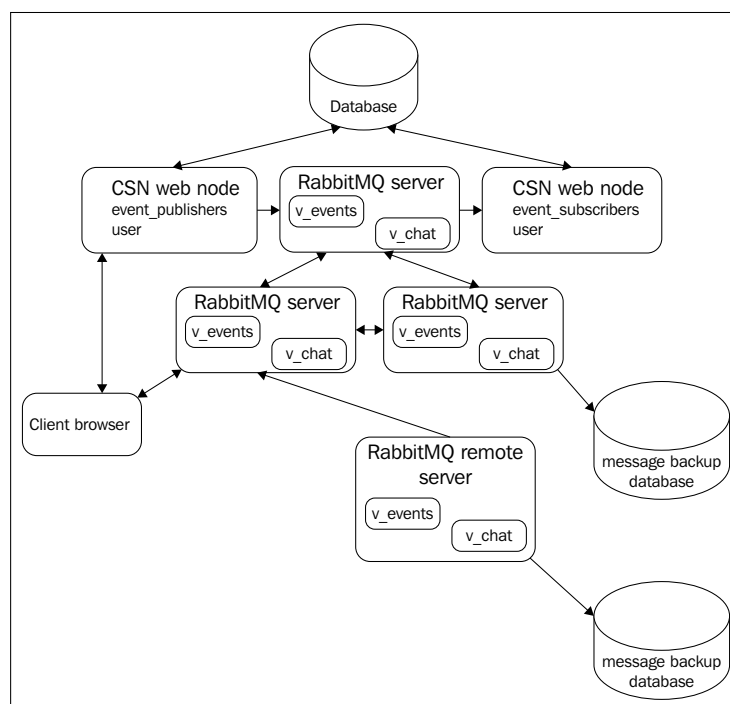 Database
CSN web node
event_publishers
user
RabbitMQ server
v_events
v_chat
CSN web node
event_subscribers
user
RabbitMQ server
v_events
v_chat
RabbitMQ server
v_events
v_chat
Client browser
message backup
database
RabbitMQ remote
server
v_events
v_chat
message backup
database